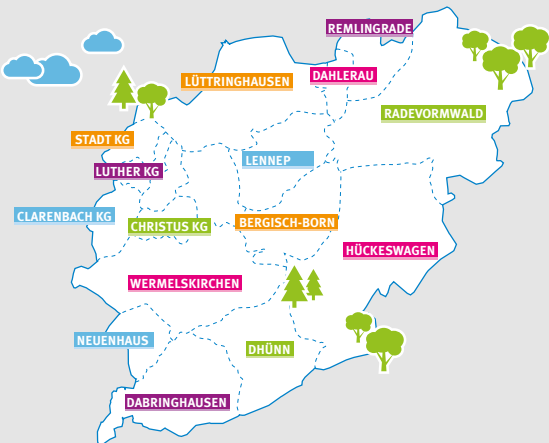 REMLINGRADE
DAHLERAU
LÜTTRINGHAUSEN
RADEVORMWALD
STADT KG
LENNEP
LUTHER KG
CLARENBACH KG
CHRISTUS KG
BERGISCH-BORN
HÜCKESWAGEN
WERMELSKIRCHEN
NEUENHAUS
DHÜNN
DABRINGHAUSEN